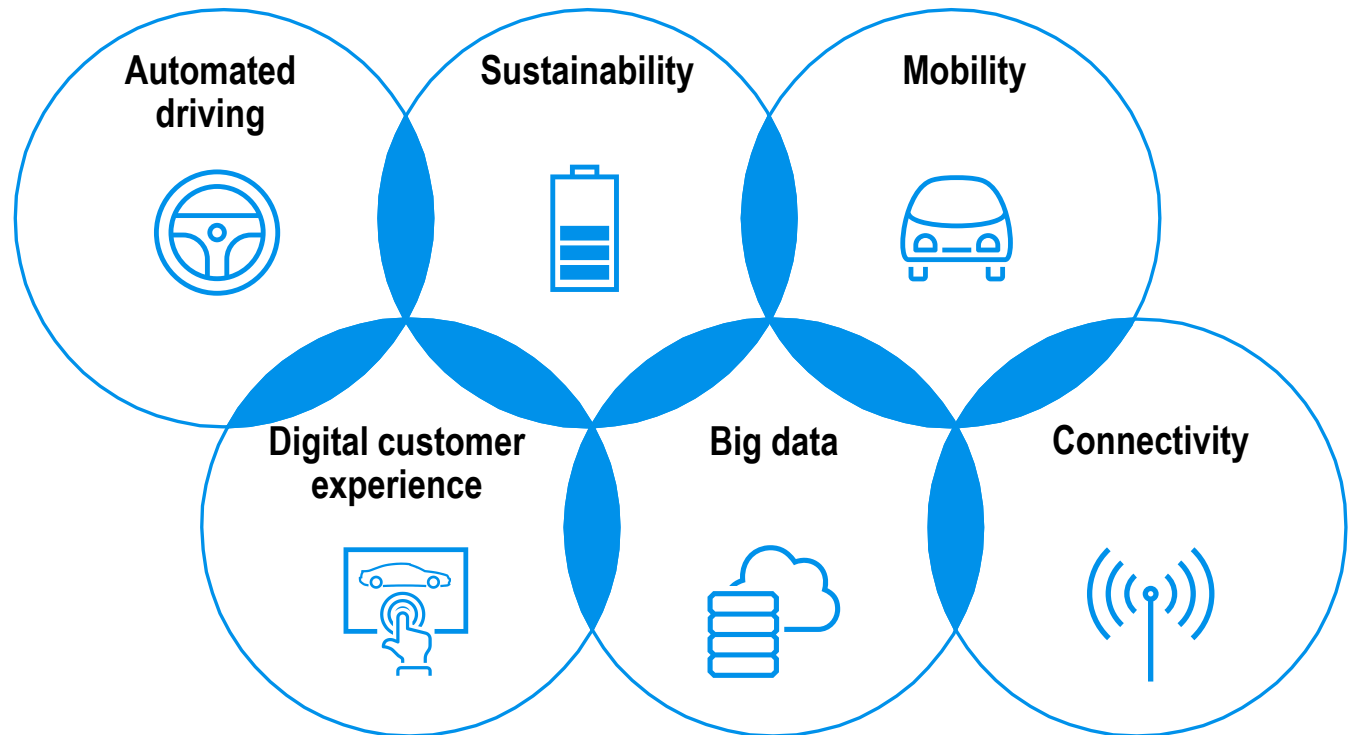 Automated
driving
Sustainability
Mobility
Digital customer
experience
Big data
Connectivity